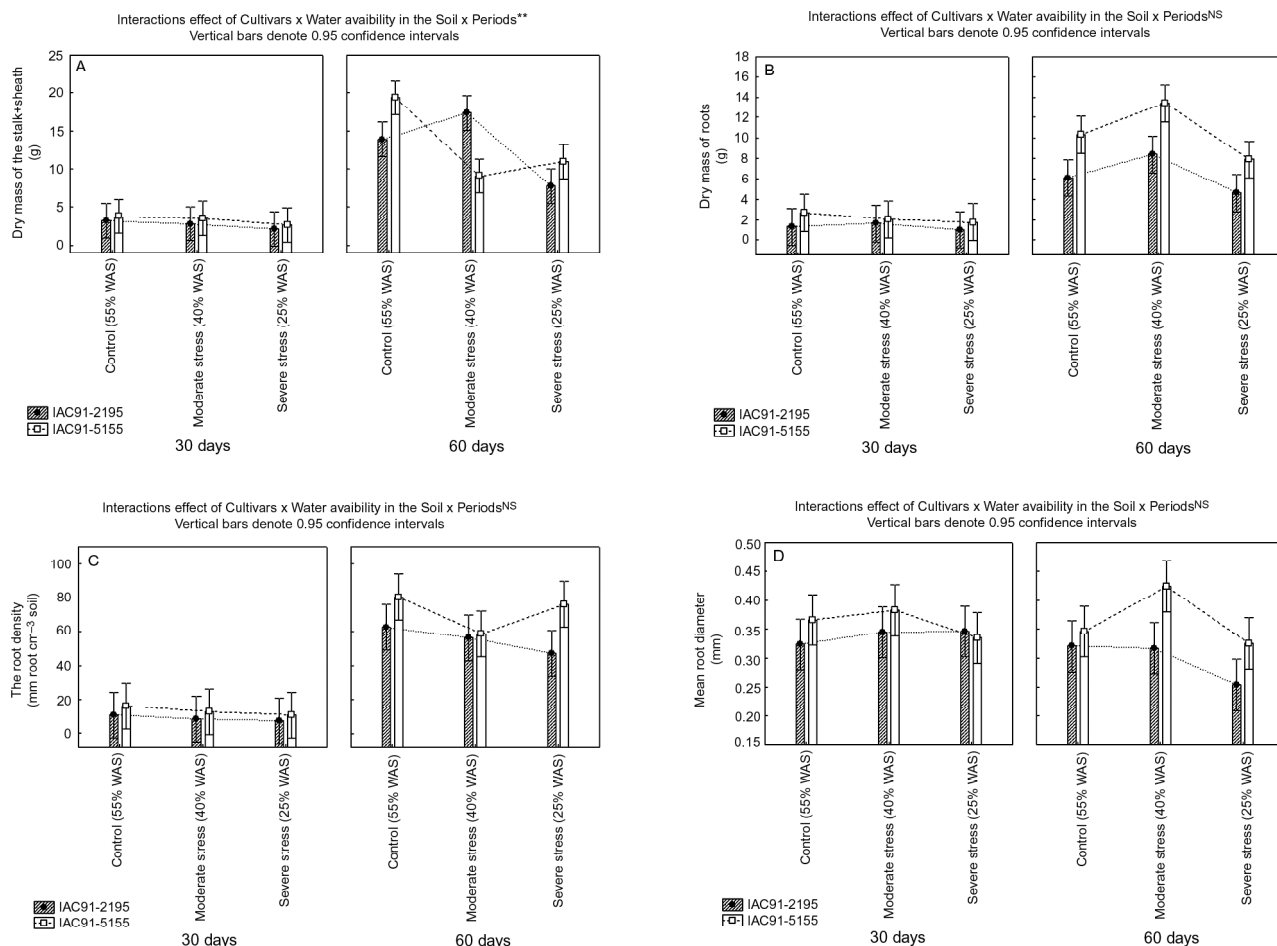 Interactions effect of Cultivars x Water avaibility in the Soil x Periods**
Vertical bars denote 0.95 confidence intervals
A
Dry mass of the stalk+sheath
(g)
25
20
15
10
5
0
Control (55% WAS)
Moderate stress (40% WAS)
Severe stress (25% WAS)
Control (55% WAS)
Moderate stress (40% WAS)
Severe stress (25% WAS)
IAC91-2195
IAC91-5155
30 days
60 days
Interactions effect of Cultivars x Water avaibility in the Soil x PeriodsNS
Vertical bars denote 0.95 confidence intervals
B
Dry mass of roots
(g)
18
16
14
12
10
8
6
4
2
0
Control (55% WAS)
Moderate stress (40% WAS)
Severe stress (25% WAS)
Control (55% WAS)
Moderate stress (40% WAS)
Severe stress (25% WAS)
IAC91-2195
IAC91-5155
30 days
60 days
Interactions effect of Cultivars x Water avaibility in the Soil x PeriodsNS
Vertical bars denote 0.95 confidence intervals
C
The root density
(mm root cm–3 soil)
100
80
60
40
20
0
Control (55% WAS)
Moderate stress (40% WAS)
Severe stress (25% WAS)
Control (55% WAS)
Moderate stress (40% WAS)
Severe stress (25% WAS)
IAC91-2195
IAC91-5155
30 days
60 days
Interactions effect of Cultivars x Water avaibility in the Soil x PeriodsNS
Vertical bars denote 0.95 confidence intervals
D
Mean root diameter
(mm)
0.50
0.45
0.40
0.35
0.30
0.25
0.20
0.15
Control (55% WAS)
Moderate stress (40% WAS)
Severe stress (25% WAS)
Control (55% WAS)
Moderate stress (40% WAS)
Severe stress (25% WAS)
IAC91-2195
IAC91-5155
30 days
60 days